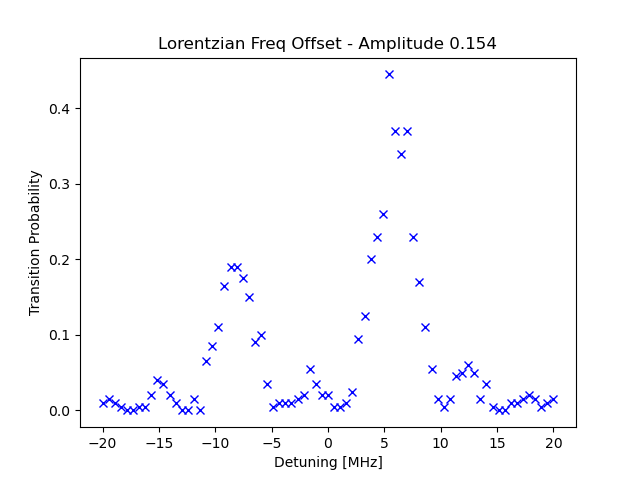 Lorentzian Freq Offset - Amplitude 0.154
Transition Probability
0.4
0.3
0.2
0.1
0.0
−20 −15 −10 −5 0 5 10 15 20
Detuning [MHz]